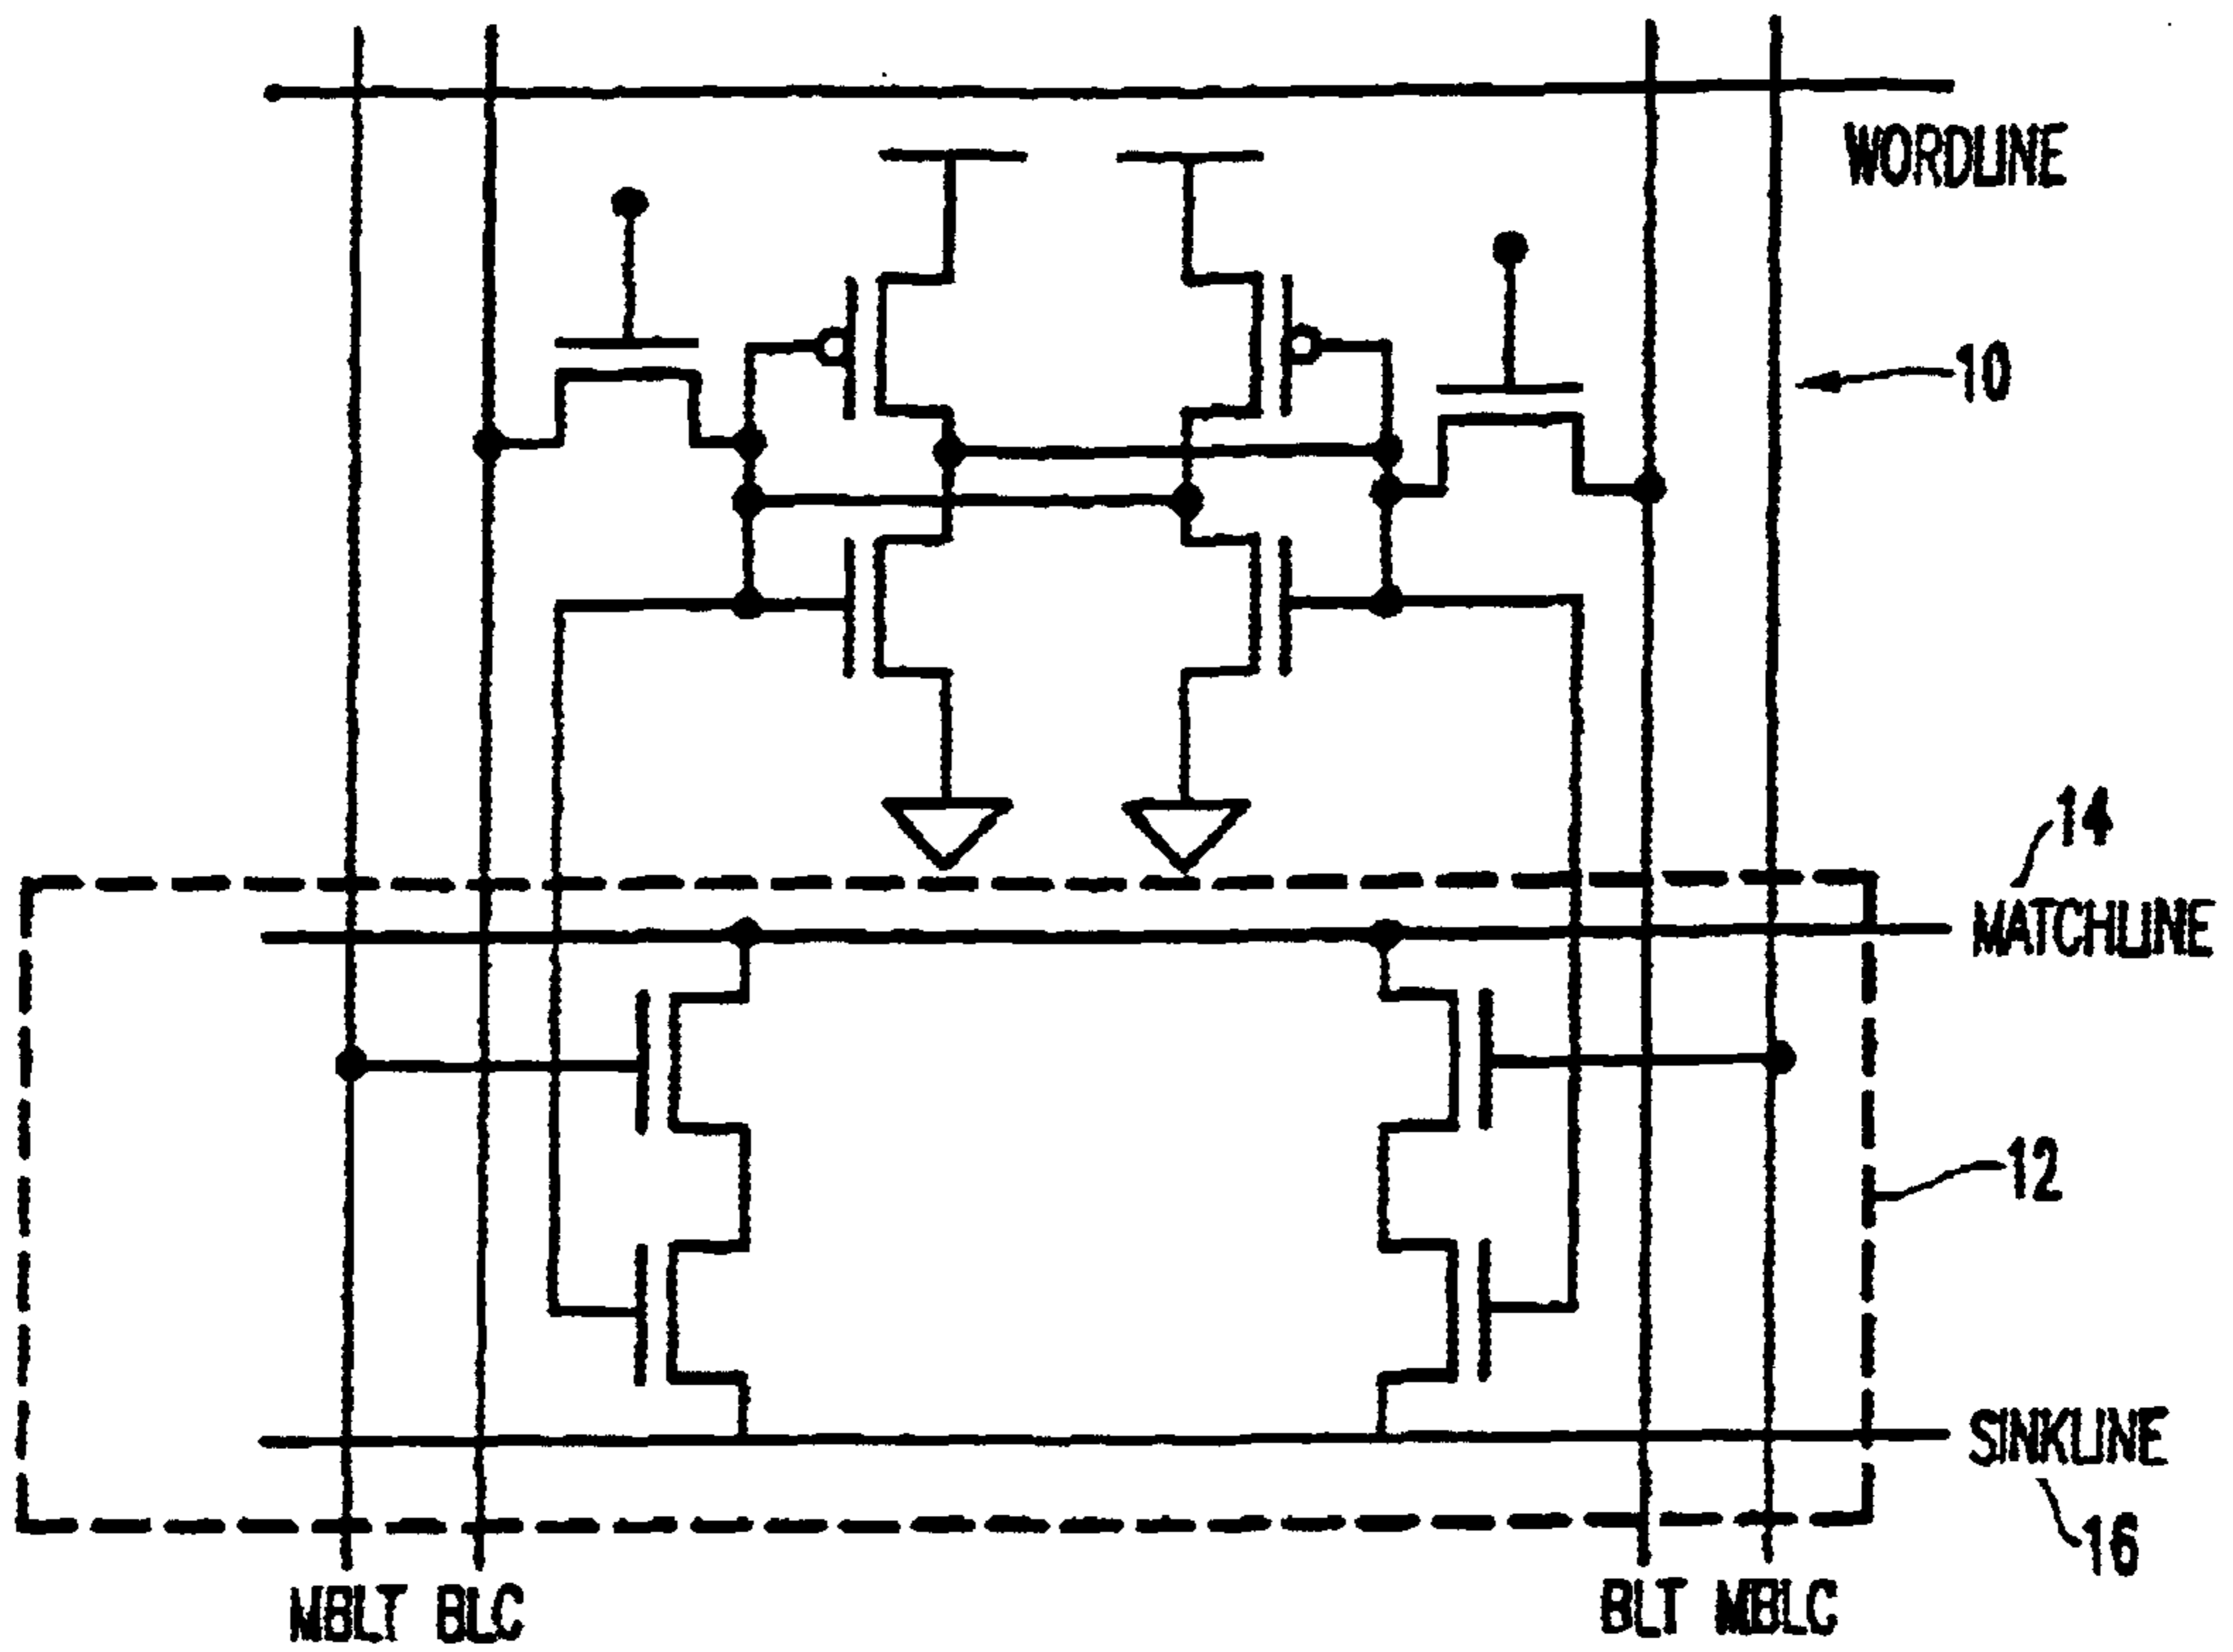 WORDLINE
10
14
MATCHLINE
12
SINKLINE
16
MBLT BLC
BLT MBLC